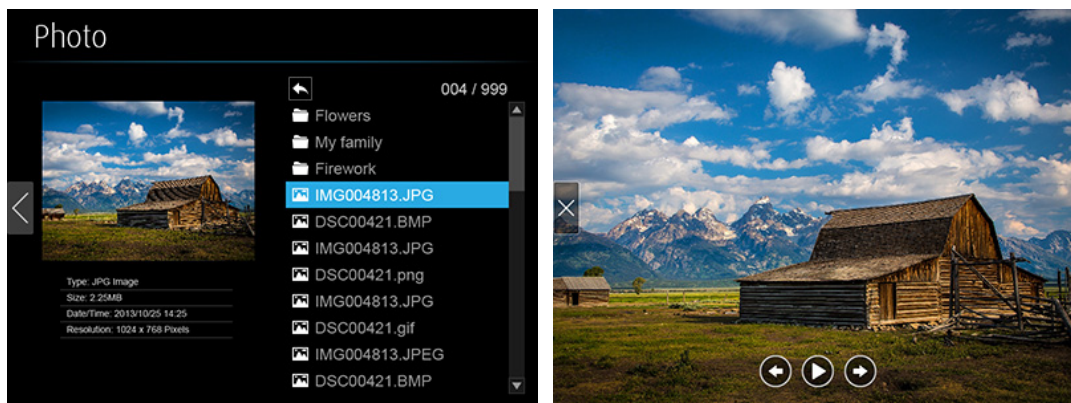 Photo
004 / 999
Flowers
My family
Firework
IMG004813.JPG
DSC00421.BMP
IMG004813.JPG
DSC00421.png
IMG004813.JPG
DSC00421.gif
IMG004813.JPEG
DSC00421.BMP
Type: JPG Image
Size: 2.25MB
Date/Time: 2013/10/25 14:25
Resolution: 1024 x 768 Pixels